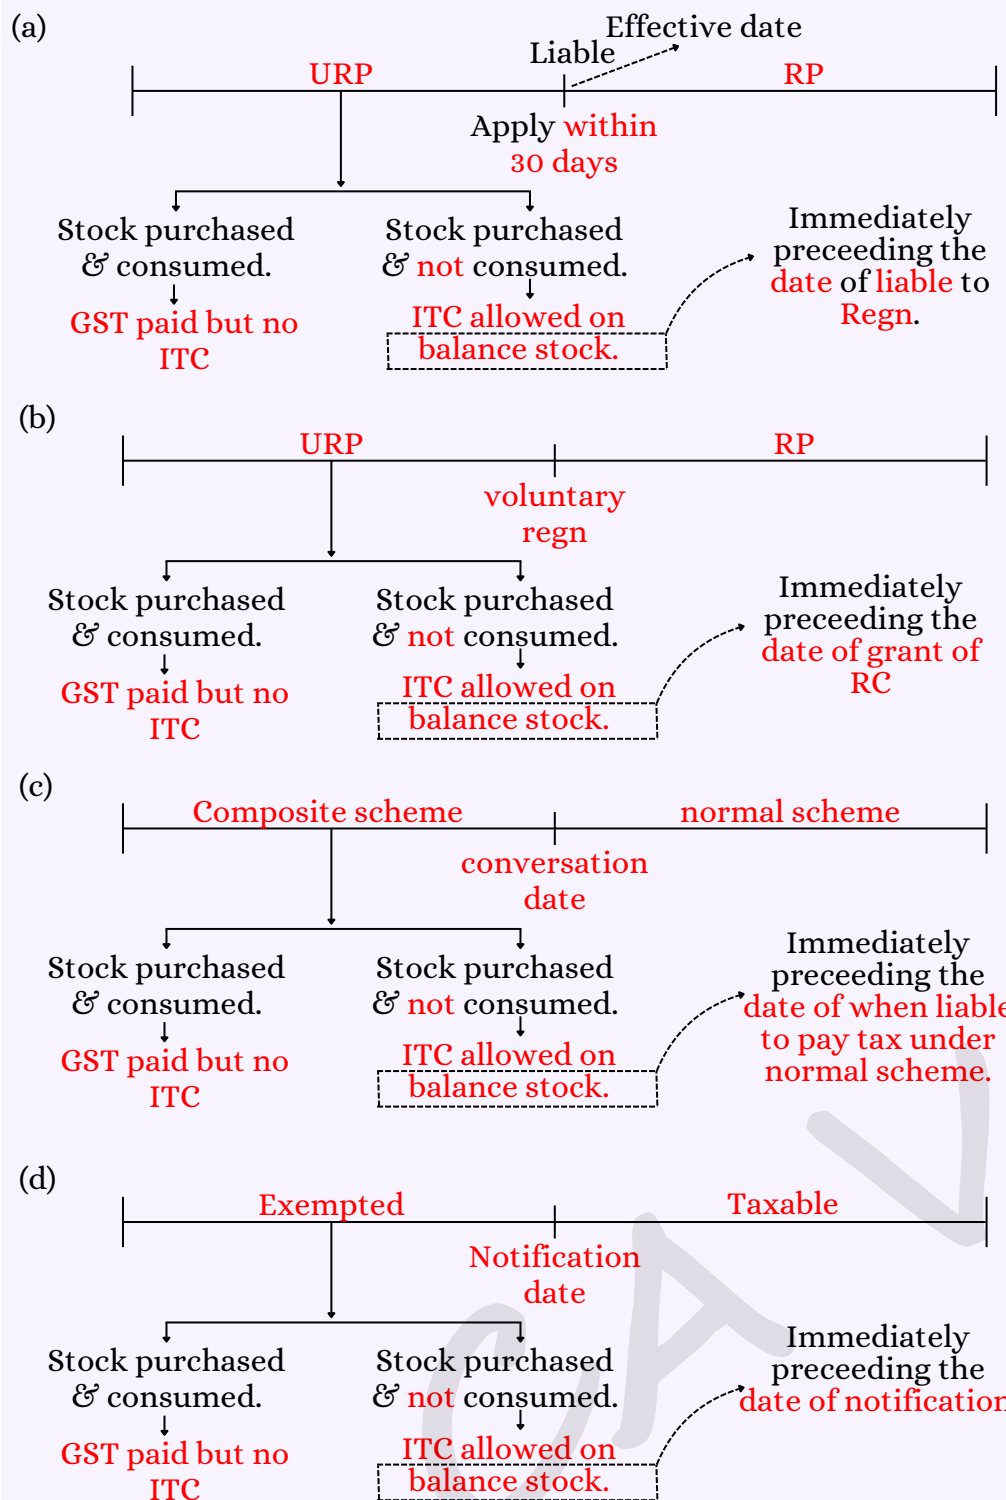 (a)
Effective date
Liable
URP
RP
Apply within
30 days
Stock purchased
& consumed.
GST paid but no
ITC
Stock purchased
& not consumed.
ITC allowed on
balance stock.
Immediately
preceeding the
date of liable to
Regn.
(b)
URP
RP
voluntary
regn
Stock purchased
& consumed.
GST paid but no
ITC
Stock purchased
& not consumed.
ITC allowed on
balance stock.
Immediately
preceeding the
date of grant of
RC
(c)
Composite scheme
normal scheme
conversation
date
Stock purchased
& consumed.
GST paid but no
ITC
Stock purchased
& not consumed.
ITC allowed on
balance stock.
Immediately
preceeding the
date of when liable
to pay tax under
normal scheme.
(d)
Exempted
Taxable
Notification
date
Stock purchased
& consumed.
GST paid but no
ITC
Stock purchased
& not consumed.
ITC allowed on
balance stock.
Immediately
preceeding the
date of notification
CA V